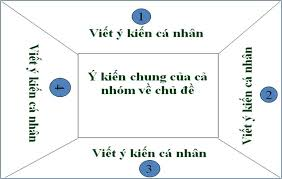 1
Viết ý kiến cá nhân
Viết ý kiến cá nhân
4
Ý kiến chung của cả
nhóm về chủ đề
2
Viết ý kiến cá nhân
Viết ý kiến cá nhân
3